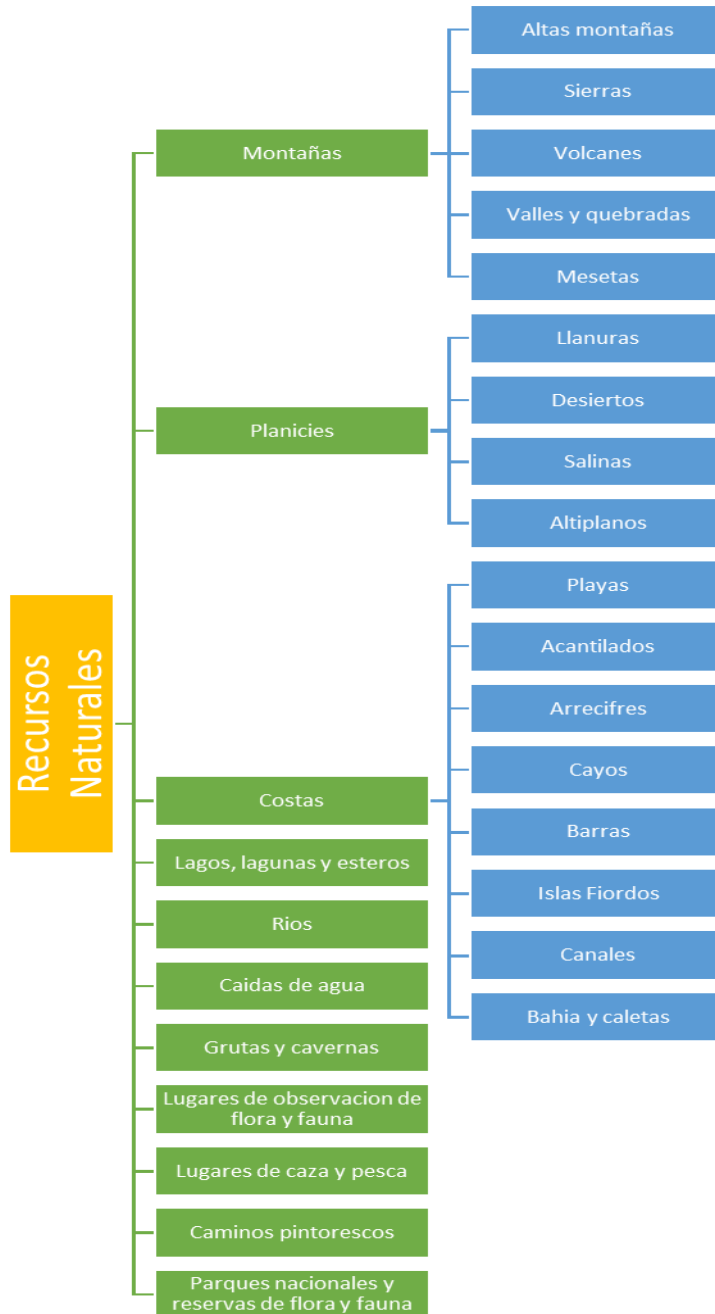 Recursos
Naturales
Montañas
Altas montañas
Sierras
Volcanes
Valles y quebradas
Mesetas
Planicies
Llanuras
Desiertos
Salinas
Altiplanos
Costas
Playas
Acantilados
Arrecifres
Cayos
Barras
Islas Fiordos
Canales
Bahia y caletas
Lagos, lagunas y esteros
Rios
Caidas de agua
Grutas y cavernas
Lugares de observacion de
flora y fauna
Lugares de caza y pesca
Caminos pintorescos
Parques nacionales y
reservas de flora y fauna